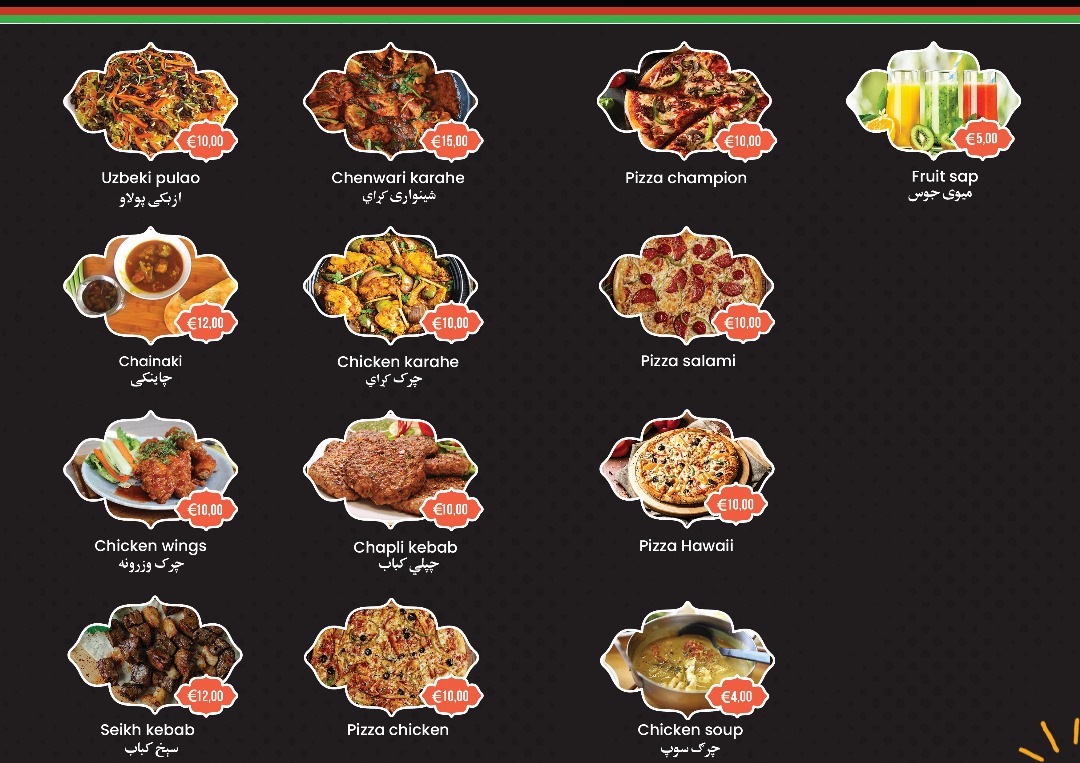 €10,00
Uzbeki pulao
ازبکی پولاو
€15,00
Chenwari karahe
شینواری کړاي
€10,00
Pizza champion
€5,00
Fruit sap
میوی جوس
€12,00
Chainaki
چاینکی
€10,00
Chicken karahe
چرک کړاي
€10,00
Pizza salami
€10,00
Chicken wings
چرک وزرونه
€10,00
Chapli kebab
چپلي کباب
€10,00
Pizza Hawaii
€12,00
Seikh kebab
سېخ کباب
€10,00
Pizza chicken
€4,00
Chicken soup
چرګ سوپ